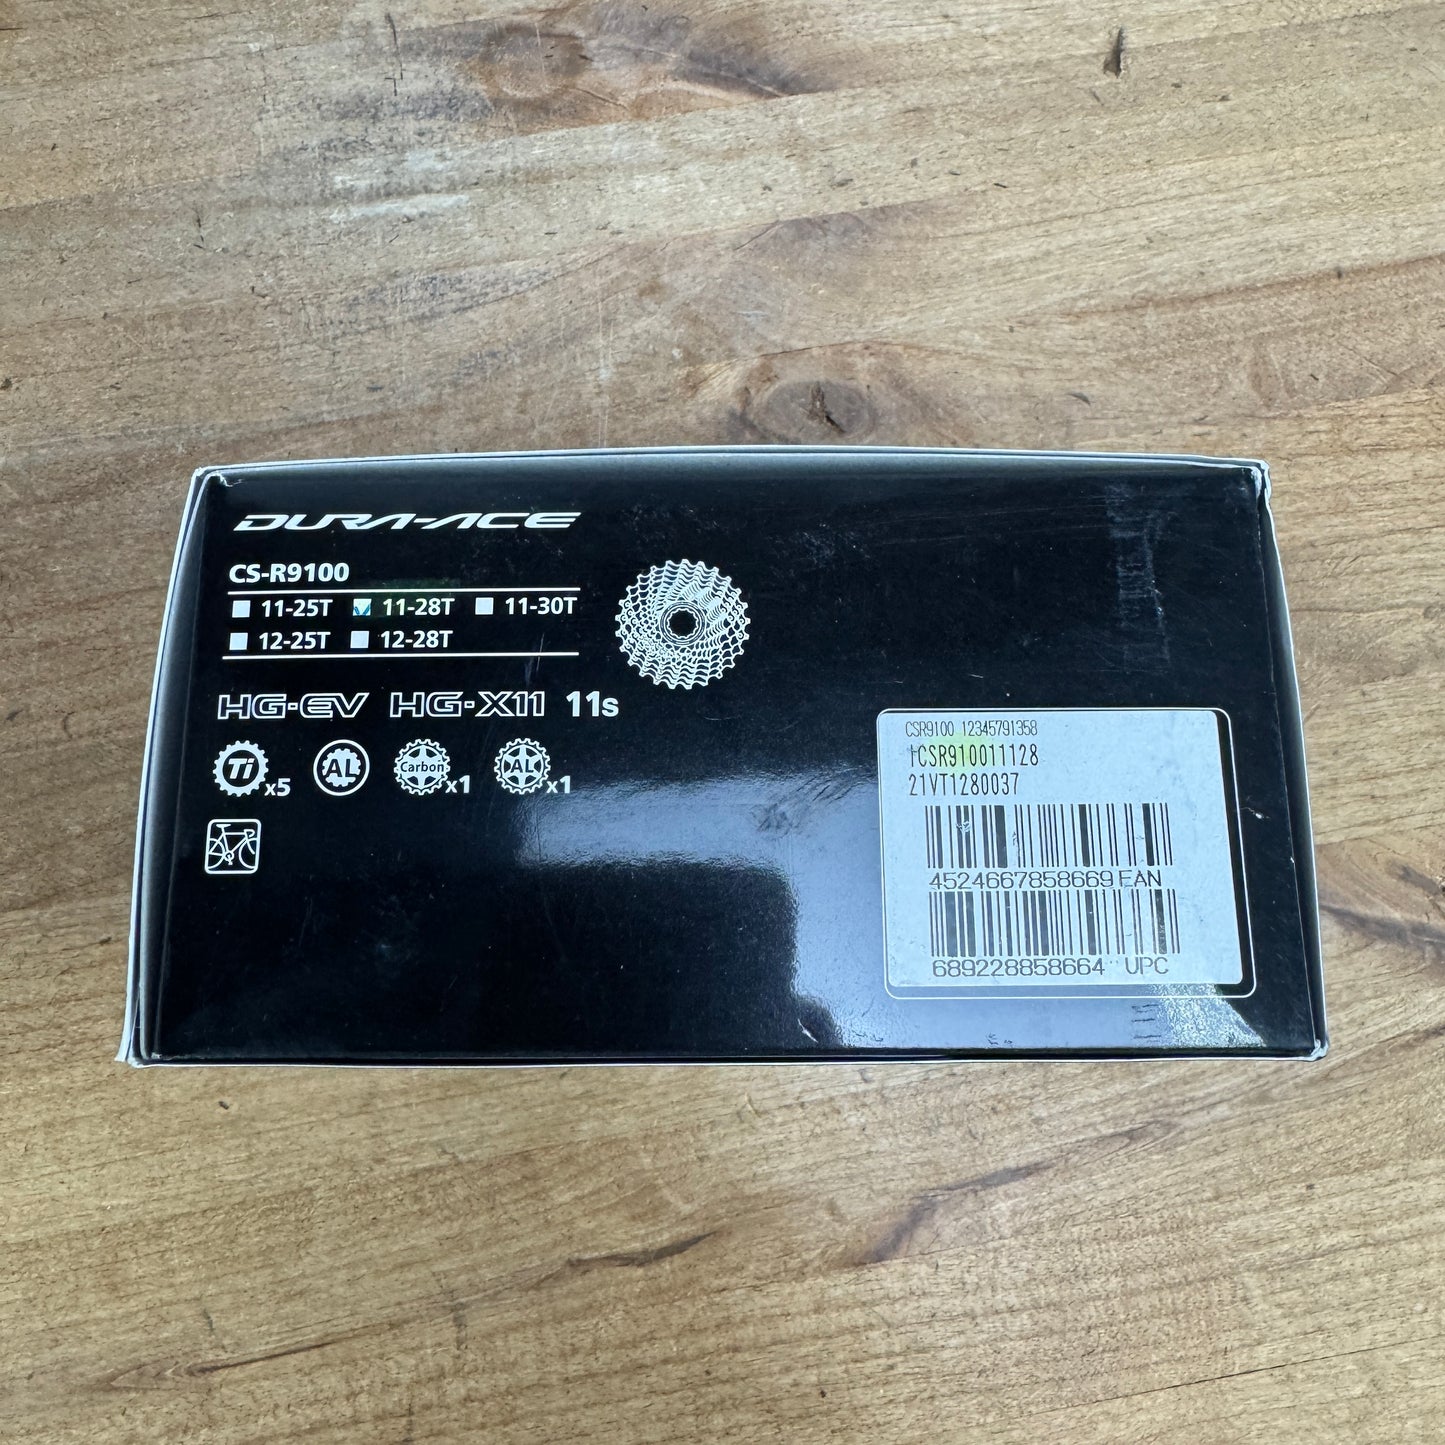 DURA-ACE
CS-R9100
11-25T 11-28T 11-30T
12-25T 12-28T
HG-EV HG-X11 11s
Ti x5 AL Carbon x1 AL x1
CSR9100 12345791358
ICSR910011128
21VT1280037
4524667858669 EAN
689228858664 UPC